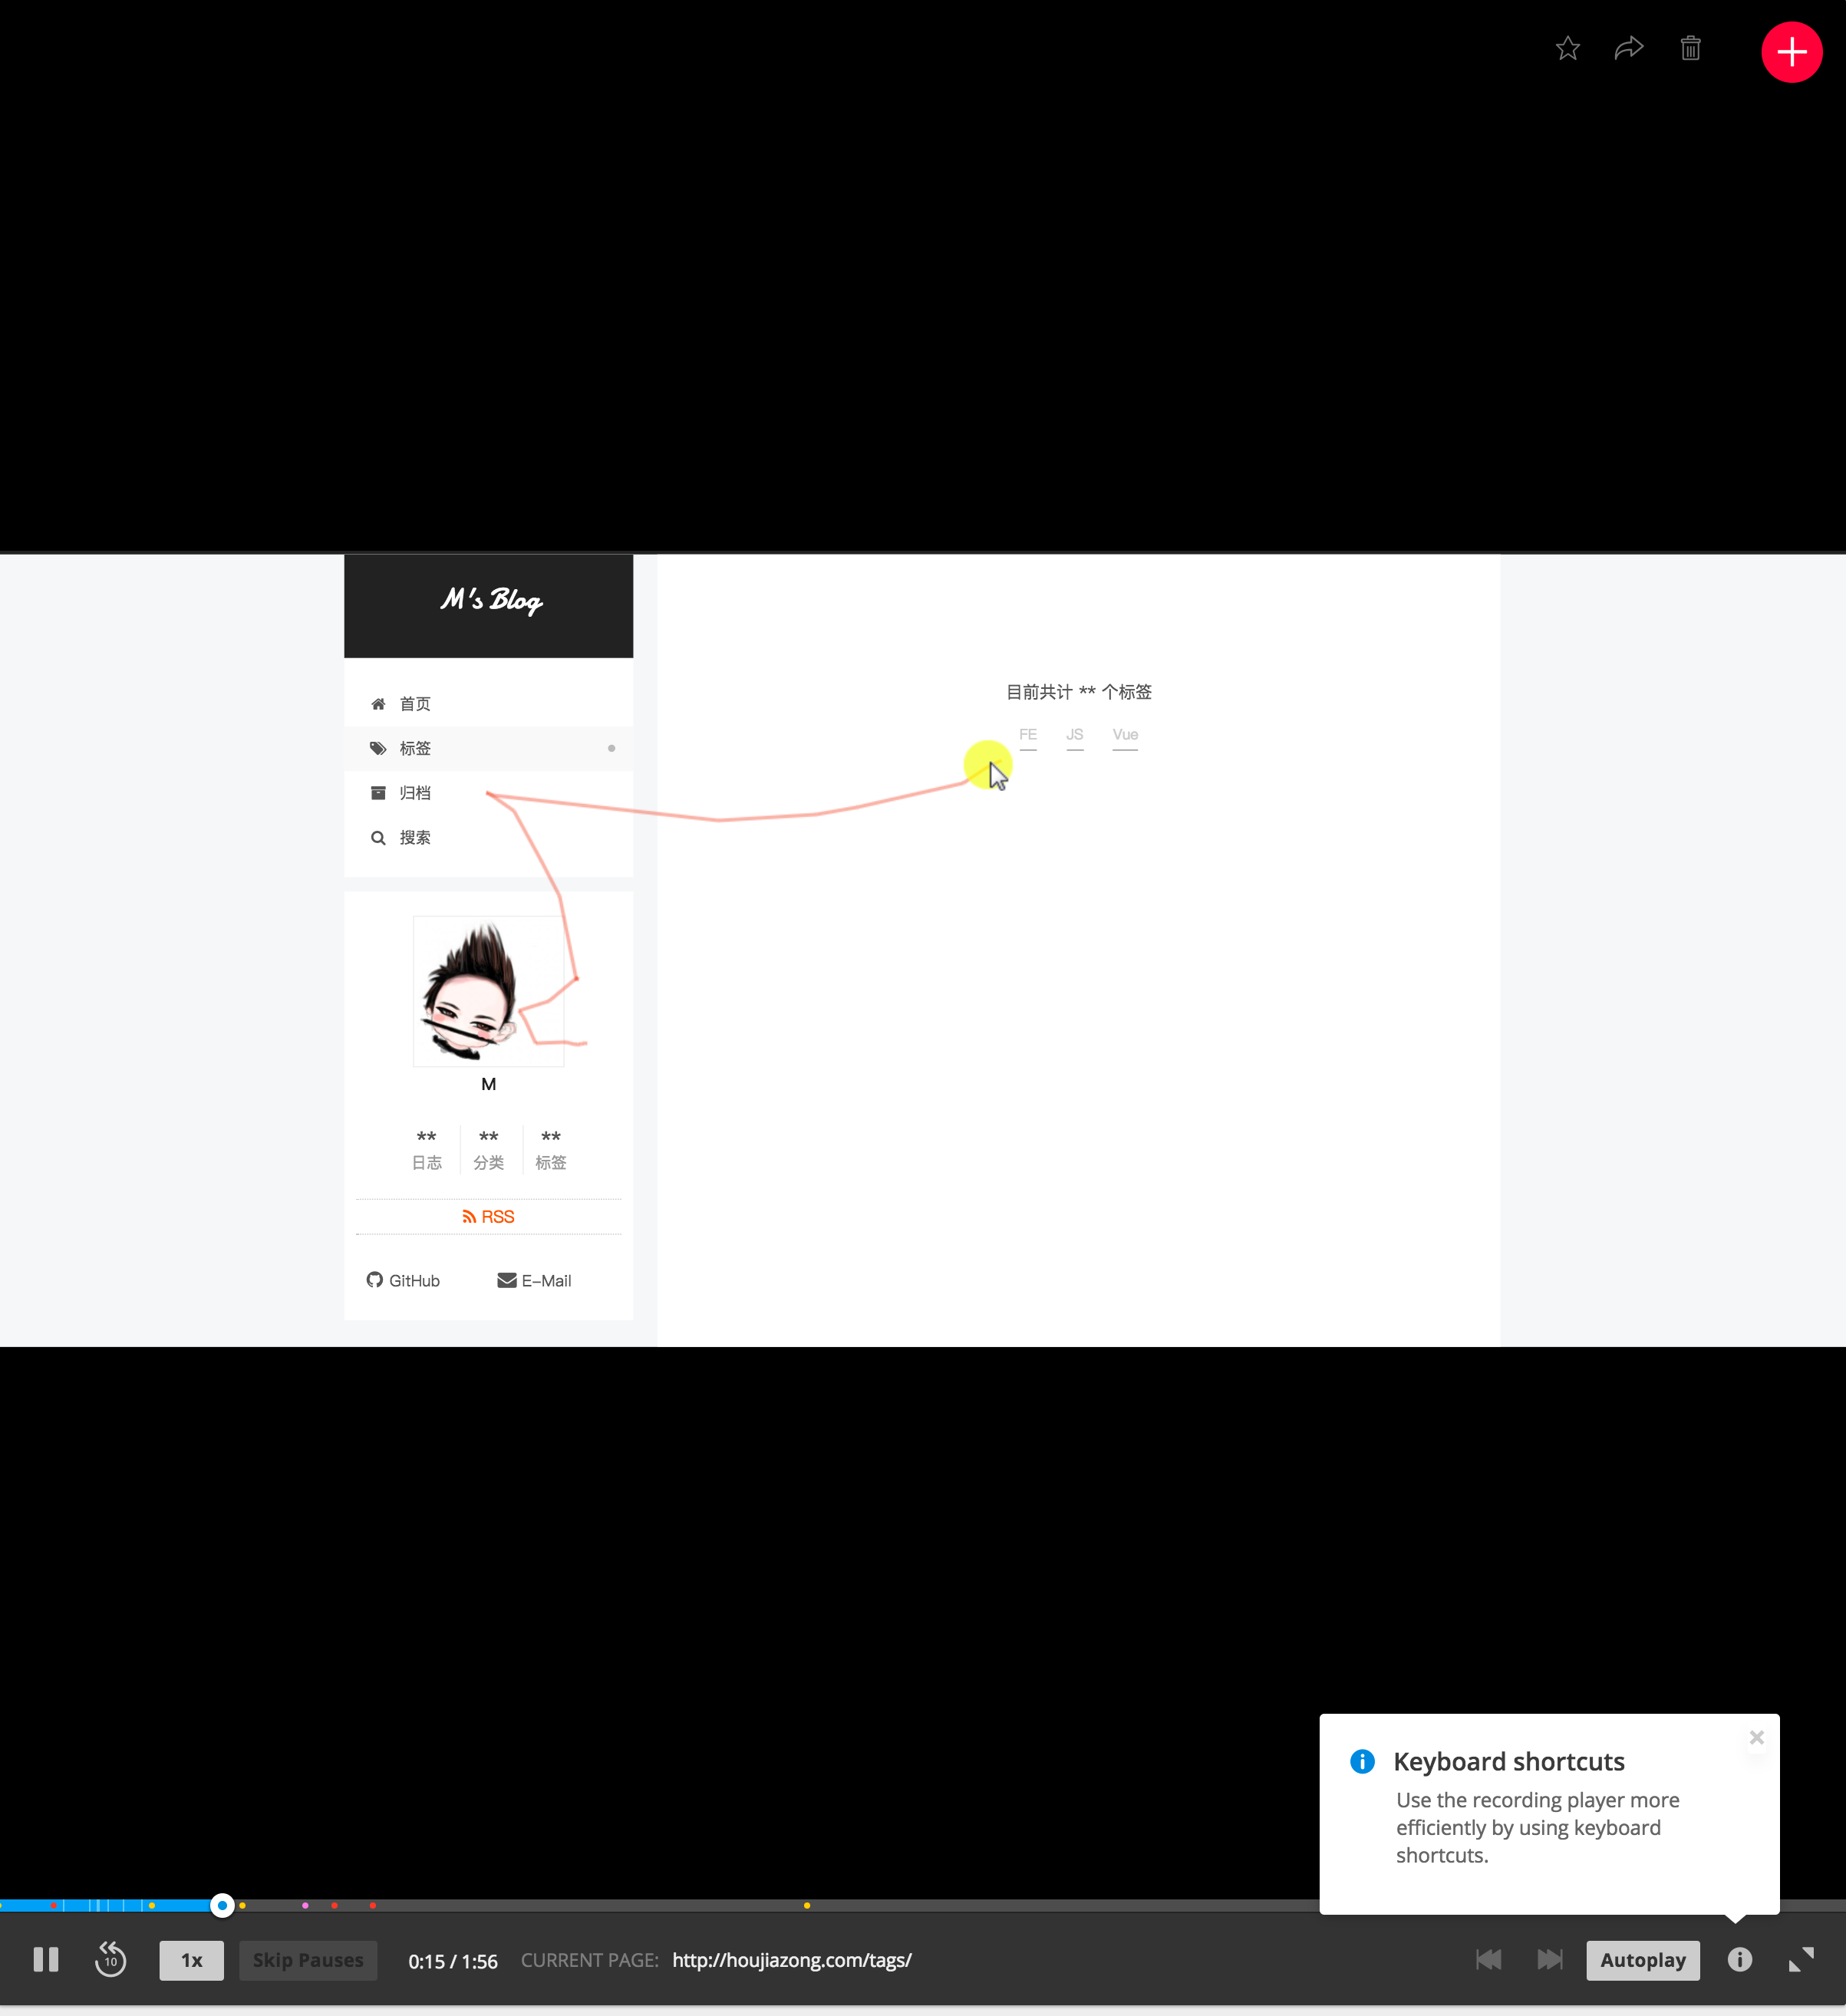 M's Blog
首页
标签
归档
搜索
M
** ** **
日志 分类 标签
RSS
GitHub E-Mail
目前共计 ** 个标签
FE JS Vue
Keyboard shortcuts
Use the recording player more
efficiently by using keyboard
shortcuts.
10 1x Skip Pauses 0:15 / 1:56 CURRENT PAGE: http://houjiazong.com/tags/ Autoplay